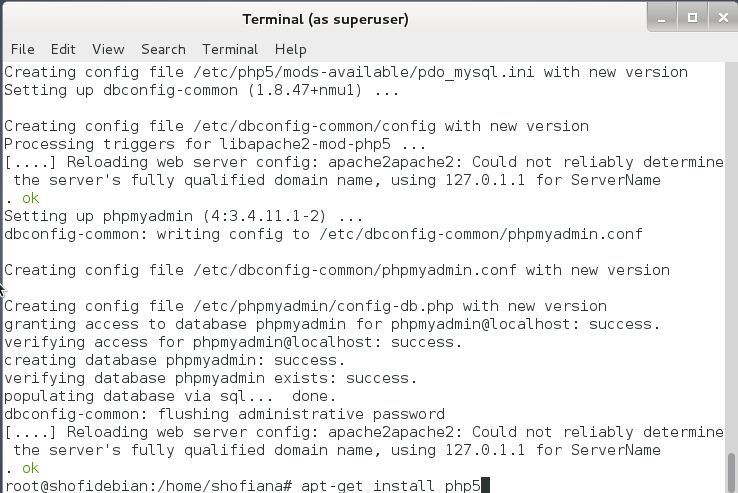 Terminal (as superuser)
File Edit View Search Terminal Help
Creating config file /etc/php5/mods-available/pdo_mysql.ini with new version
Setting up dbconfig-common (1.8.47+nmu1) ...
Creating config file /etc/dbconfig-common/config with new version
Processing triggers for libapache2-mod-php5 ...
[....] Reloading web server config: apache2apache2: Could not reliably determine
the server's fully qualified domain name, using 127.0.1.1 for ServerName
. ok
Setting up phpmyadmin (4:3.4.11.1-2) ...
dbconfig-common: writing config to /etc/dbconfig-common/phpmyadmin.conf
Creating config file /etc/dbconfig-common/phpmyadmin.conf with new version
Creating config file /etc/phpmyadmin/config-db.php with new version
granting access to database phpmyadmin for phpmyadmin@localhost: success.
verifying access for phpmyadmin@localhost: success.
creating database phpmyadmin: success.
verifying database phpmyadmin exists: success.
populating database via sql...  done.
dbconfig-common: flushing administrative password
[....] Reloading web server config: apache2apache2: Could not reliably determine
the server's fully qualified domain name, using 127.0.1.1 for ServerName
. ok
root@shofidebian:/home/shofiana# apt-get install php5